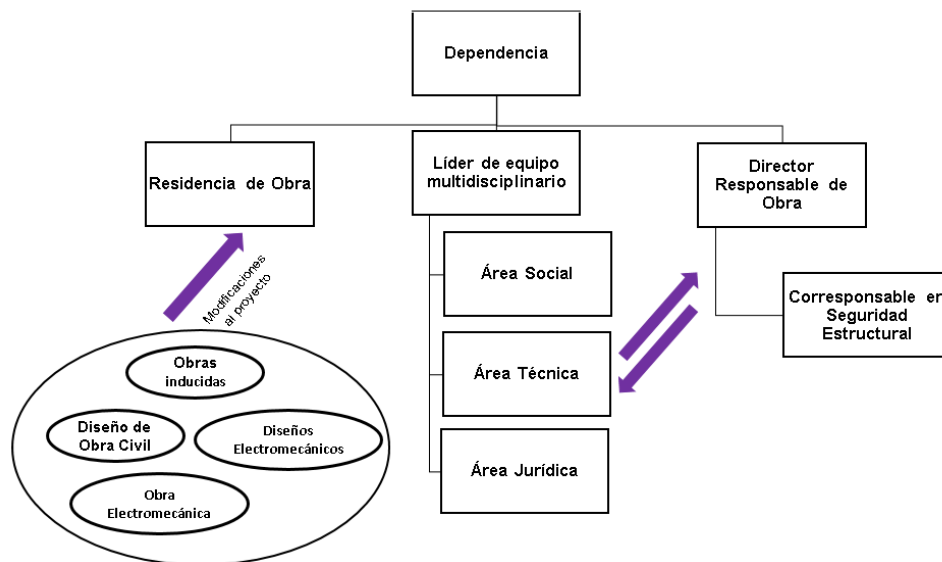 Dependencia
Residencia de Obra
Líder de equipo
multidisciplinario
Director
Responsable de
Obra
Modificaciones
al proyecto
Área Social
Corresponsable en
Seguridad
Estructural
Obras
inducidas
Área Técnica
Diseño de
Obra Civil
Diseños
Electromecánicos
Área Jurídica
Obra
Electromecánica